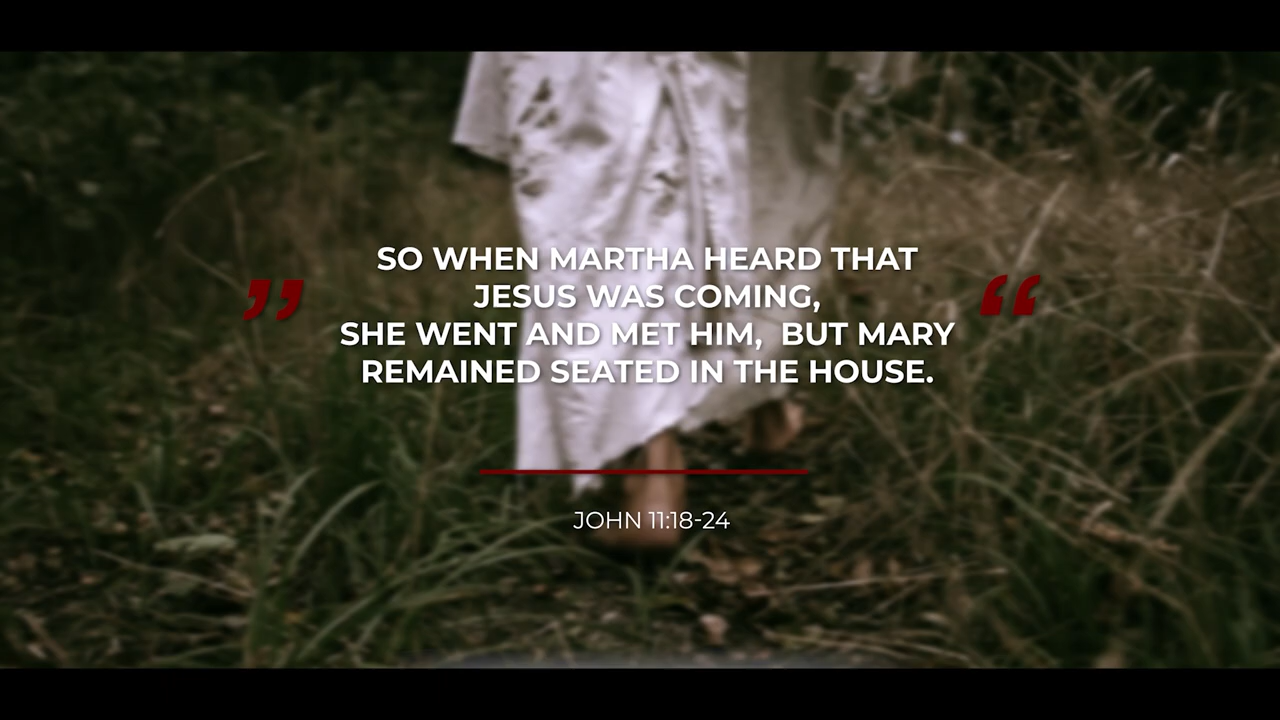 SO WHEN MARTHA HEARD THAT
JESUS WAS COMING,
” “
SHE WENT AND MET HIM,  BUT MARY
REMAINED SEATED IN THE HOUSE.
JOHN 11:18-24